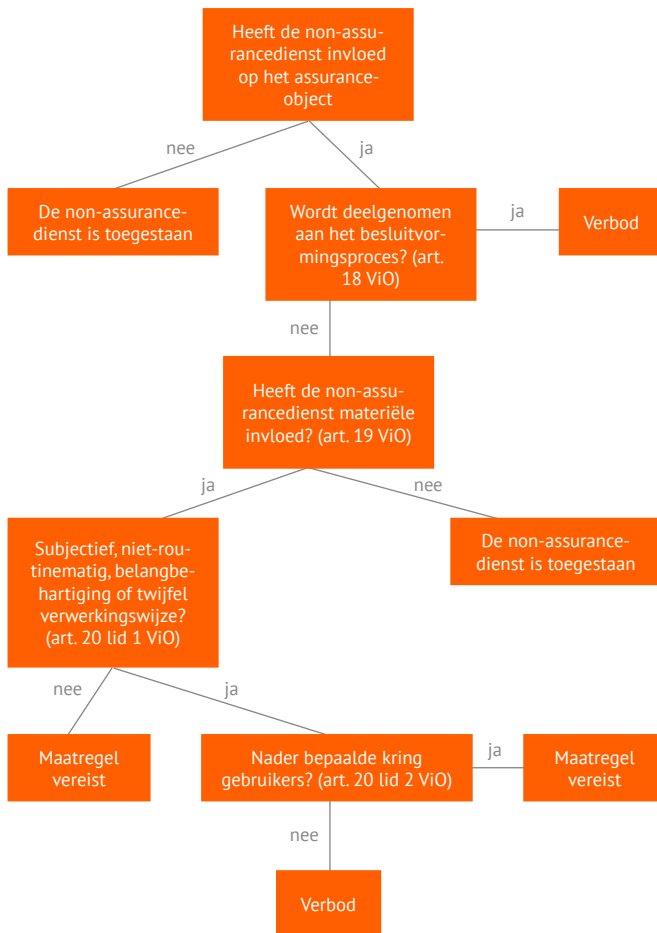 Heeft de non-assu-
rancedienst invloed
op het assurance-
object
nee
ja
De non-assurance-
dienst is toegestaan
Wordt deelgenomen
aan het besluitvor-
mingsproces? (art.
18 ViO)
ja
Verbod
nee
Heeft de non-assu-
rancedienst materiële
invloed? (art. 19 ViO)
ja
nee
Subjectief, niet-rou-
tinematig, belangbe-
hartiging of twijfel
verwerkingswijze?
(art. 20 lid 1 ViO)
De non-assurance-
dienst is toegestaan
nee
ja
Maatregel
vereist
Nader bepaalde kring
gebruikers? (art. 20 lid 2 ViO)
ja
Maatregel
vereist
nee
Verbod